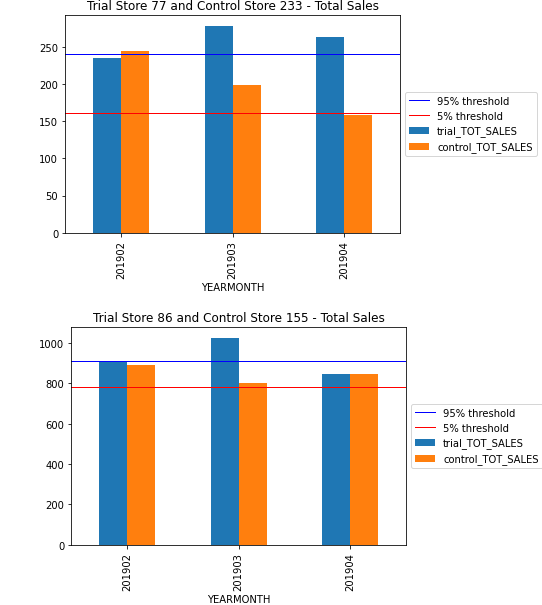 Trial Store 77 and Control Store 233 - Total Sales
250
200
150
100
50
0
201902
201903
201904
YEARMONTH
95% threshold
5% threshold
trial_TOT_SALES
control_TOT_SALES
Trial Store 86 and Control Store 155 - Total Sales
1000
800
600
400
200
0
201902
201903
201904
YEARMONTH
95% threshold
5% threshold
trial_TOT_SALES
control_TOT_SALES